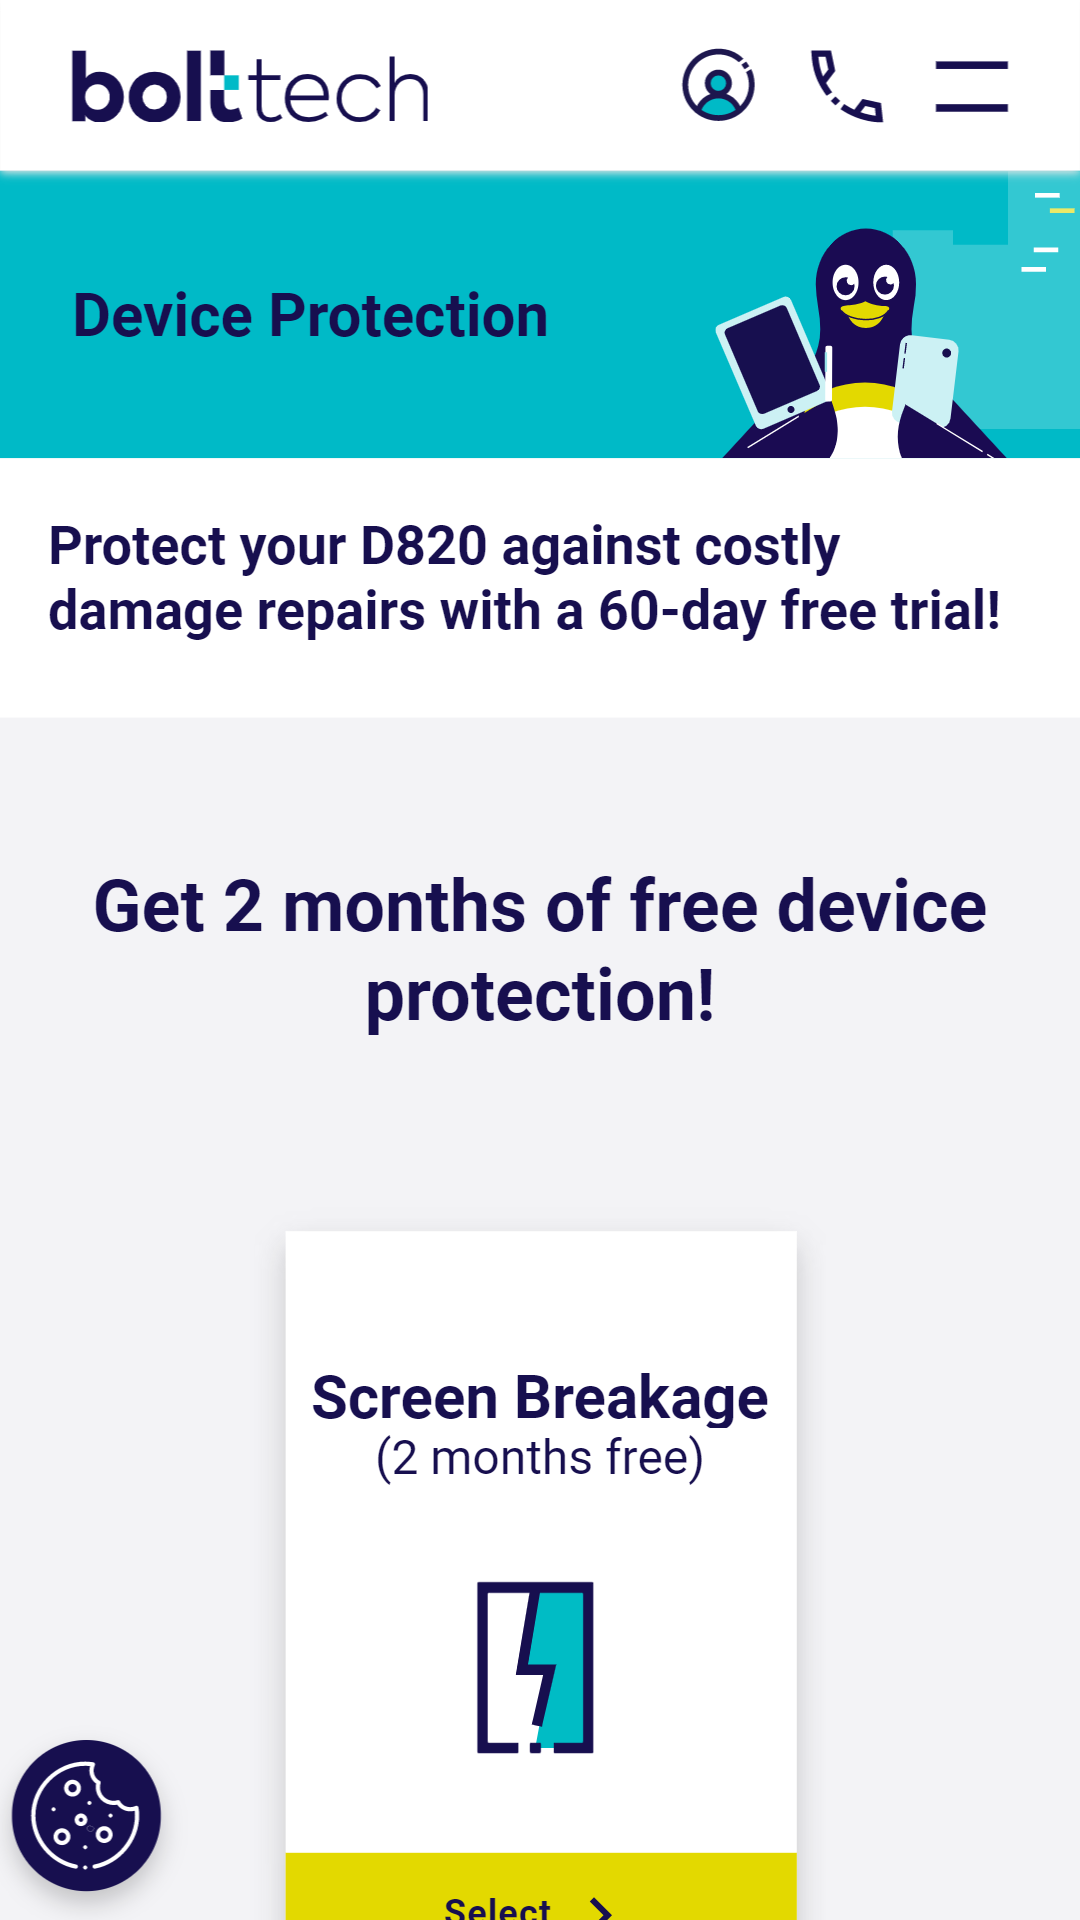 bolttech
Device Protection
Protect your D820 against costly
damage repairs with a 60-day free trial!
Get 2 months of free device
protection!
Screen Breakage
(2 months free)
Select